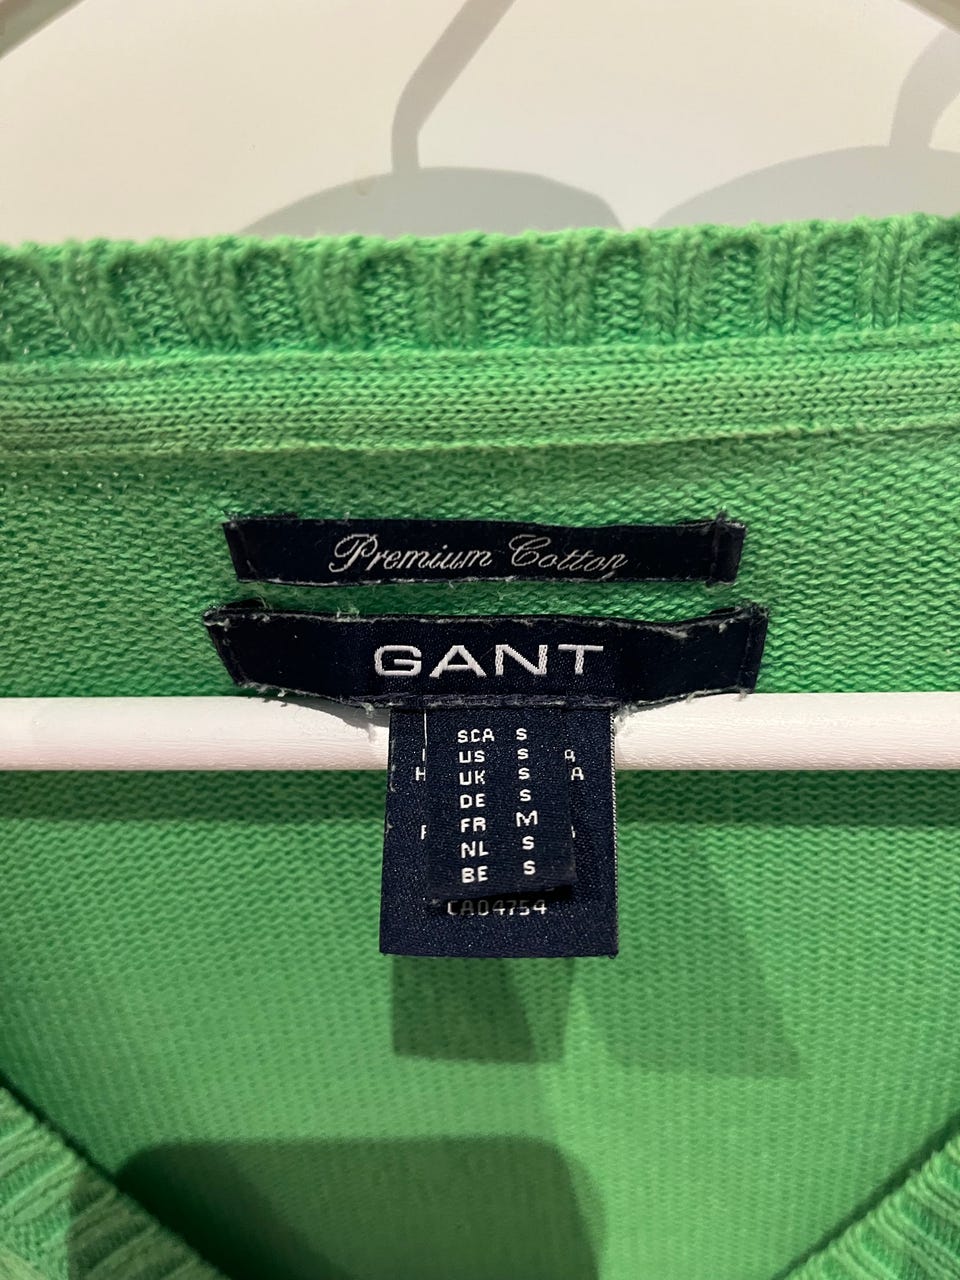 Premium Cotton
GANT
SCA S
US S
UK S
DE S
FR M
NL S
BE S
CA04754